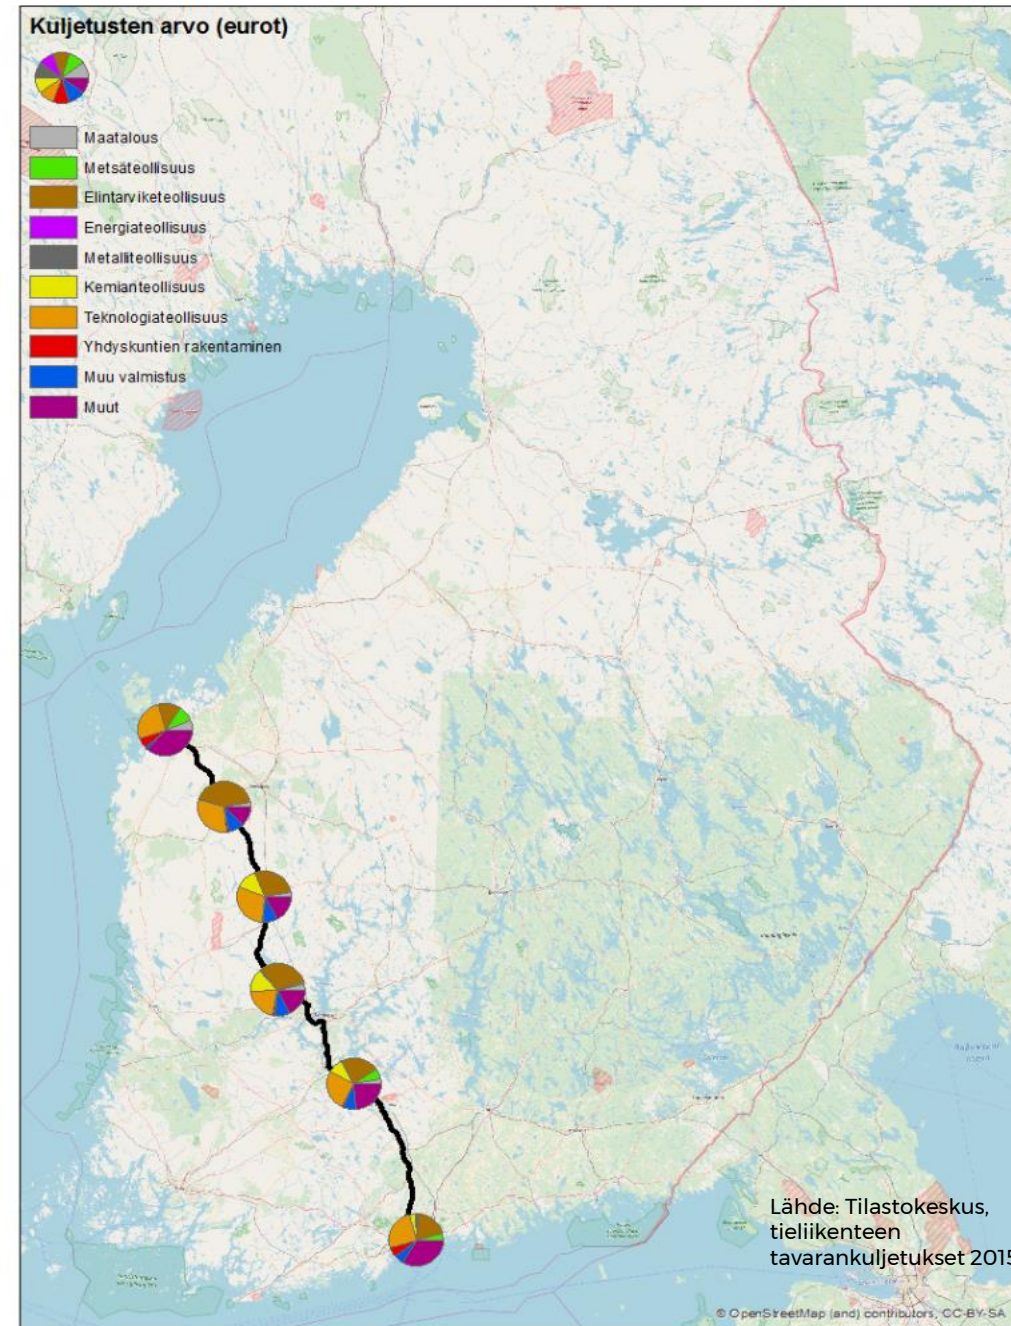 Kuljetusten arvo (eurot)
Maatalous
Metsäteollisuus
Elintarviketeollisuus
Energiateollisuus
Metalliteollisuus
Kemianteollisuus
Teknologiateollisuus
Yhdyskuntien rakentaminen
Muu valmistus
Muut
Lähde: Tilastokeskus,
tieliikenteen
tavarankuljetukset 2015
© OpenStreetMap (and) contributors, CC-BY-SA